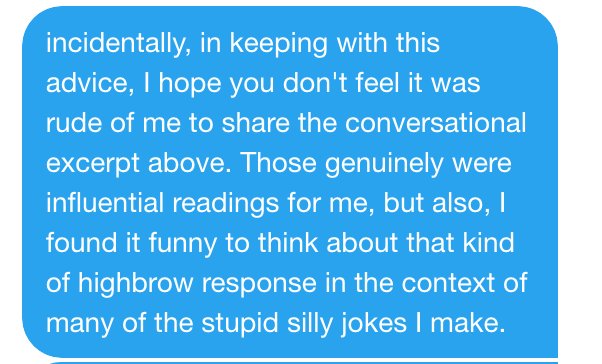 incidentally, in keeping with this
advice, I hope you don't feel it was
rude of me to share the conversational
excerpt above. Those genuinely were
influential readings for me, but also, I
found it funny to think about that kind
of highbrow response in the context of
many of the stupid silly jokes I make.